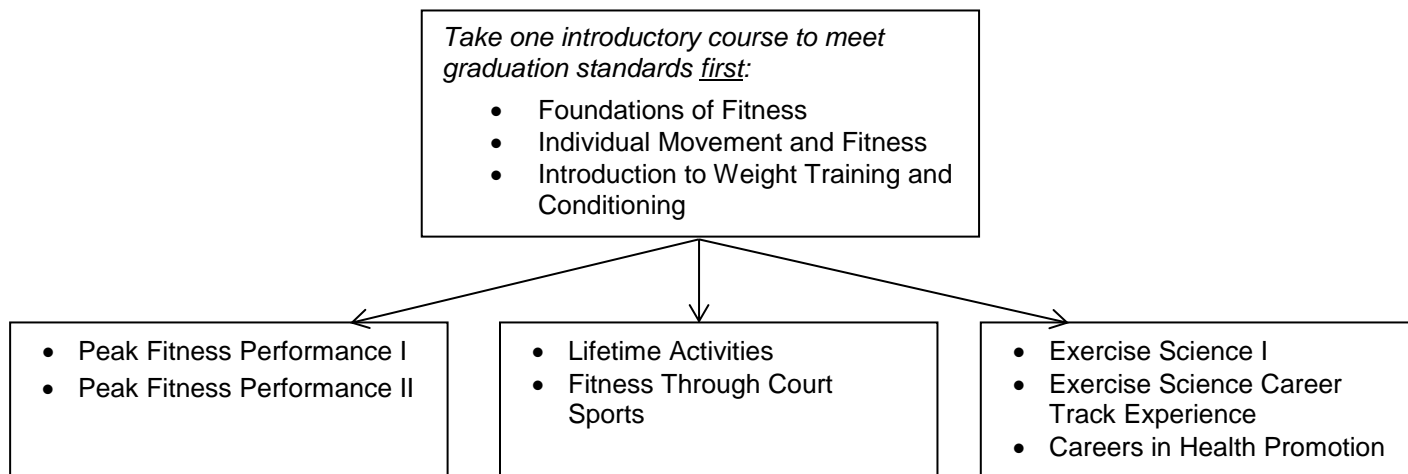 Take one introductory course to meet
graduation standards first:
• Foundations of Fitness
• Individual Movement and Fitness
• Introduction to Weight Training and
Conditioning
• Peak Fitness Performance I
• Peak Fitness Performance II
• Lifetime Activities
• Fitness Through Court
Sports
• Exercise Science I
• Exercise Science Career
Track Experience
• Careers in Health Promotion